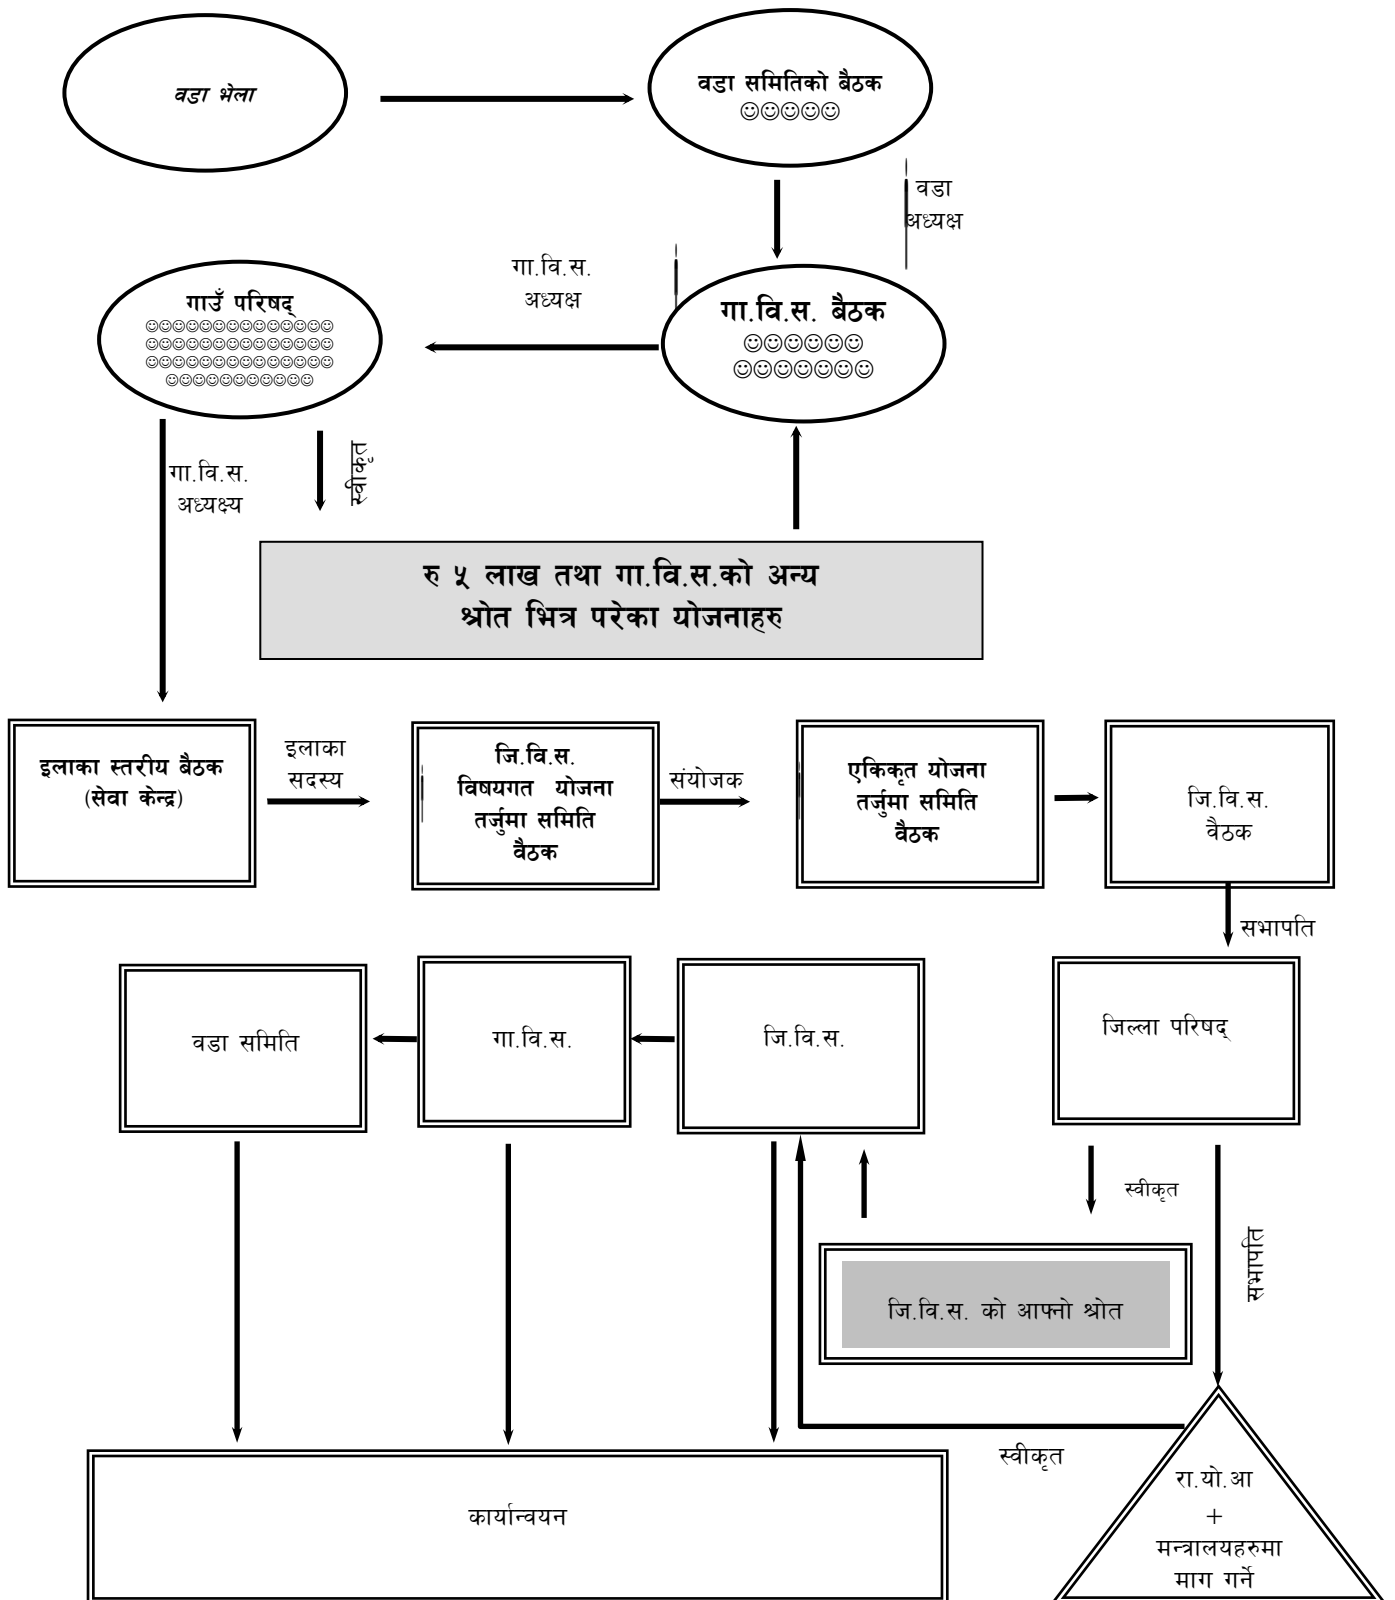 वडा भेला
वडा समितिको बैठक
☺☺☺☺☺
वडा
अध्यक्ष
गा.वि.स.
अध्यक्ष
गाउँ परिषद्
☺☺☺☺☺☺☺☺☺☺☺☺☺☺
☺☺☺☺☺☺☺☺☺☺☺☺☺☺
☺☺☺☺☺☺☺☺☺☺☺☺☺☺
☺☺☺☺☺☺☺☺☺☺☺
गा.वि.स. बैठक
☺☺☺☺☺☺
☺☺☺☺☺☺☺
गा.वि.स.
अध्यक्ष्य
स्वीकृत
रु ५ लाख तथा गा.वि.स.को अन्य
श्रोत भित्र परेका योजनाहरु
इलाका स्तरीय बैठक
(सेवा केन्द्र)
इलाका
सदस्य
जि.वि.स.
विषयगत योजना
तर्जुमा समिति
वैठक
संयोजक
एकिकृत योजना
तर्जुमा समिति
वैठक
जि.वि.स.
वैठक
सभापति
वडा समिति
गा.वि.स.
जि.वि.स.
जिल्ला परिषद्
स्वीकृत
सभापति
जि.वि.स. को आफ्नो श्रोत
स्वीकृत
कार्यान्वयन
रा.यो.आ
+
मन्त्रालयहरुमा
माग गर्ने